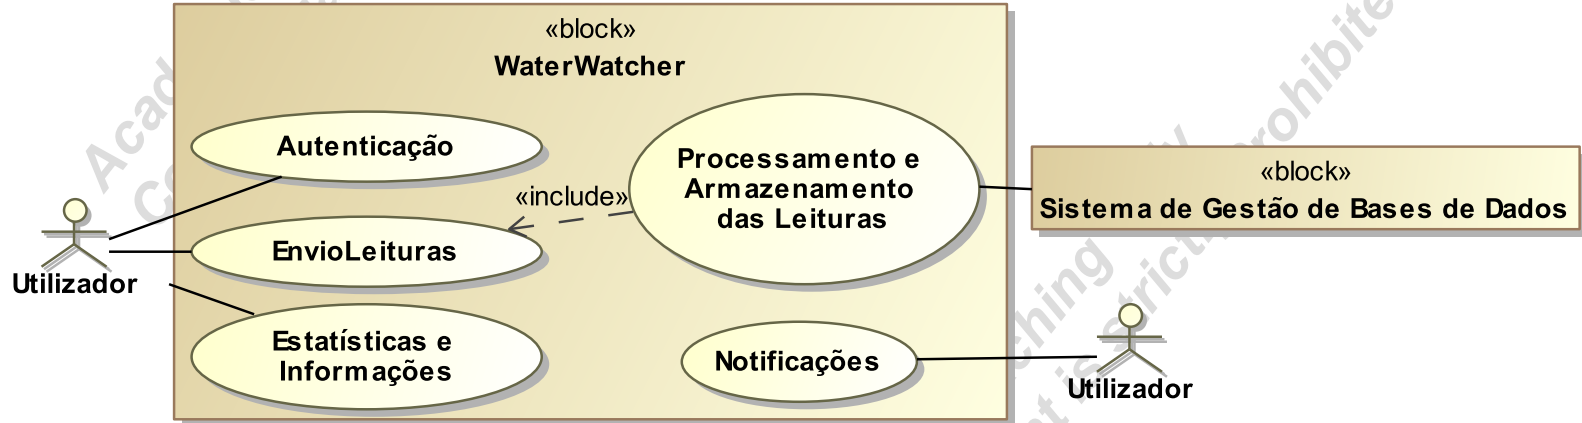 «block»
WaterWatcher
Autenticação
EnvioLeituras
Estatísticas e
Informações
«include»
Processamento e
Armazenamento
das Leituras
Notificações
Utilizador
«block»
Sistema de Gestão de Bases de Dados
Utilizador